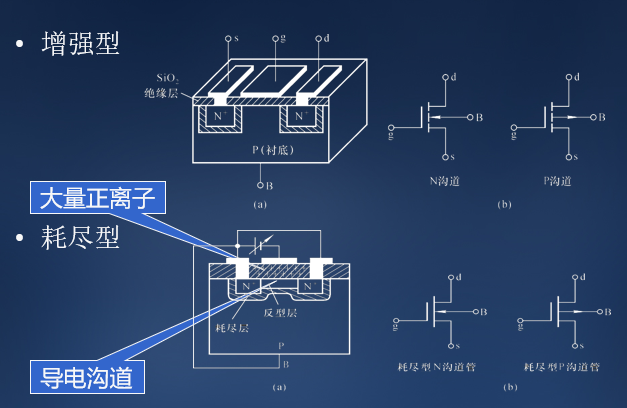 • 增强型
s g d
SiO₂
绝缘层
N⁺ N⁺
P(衬底)
B
(a)
d d
g B g B
s s
N沟道 P沟道
(b)
大量正离子
• 耗尽型
N⁺ N⁺
反型层
耗尽层
P
B
导电沟道
(a)
d d
g B g B
s s
耗尽型N沟道管 耗尽型P沟道管
(b)